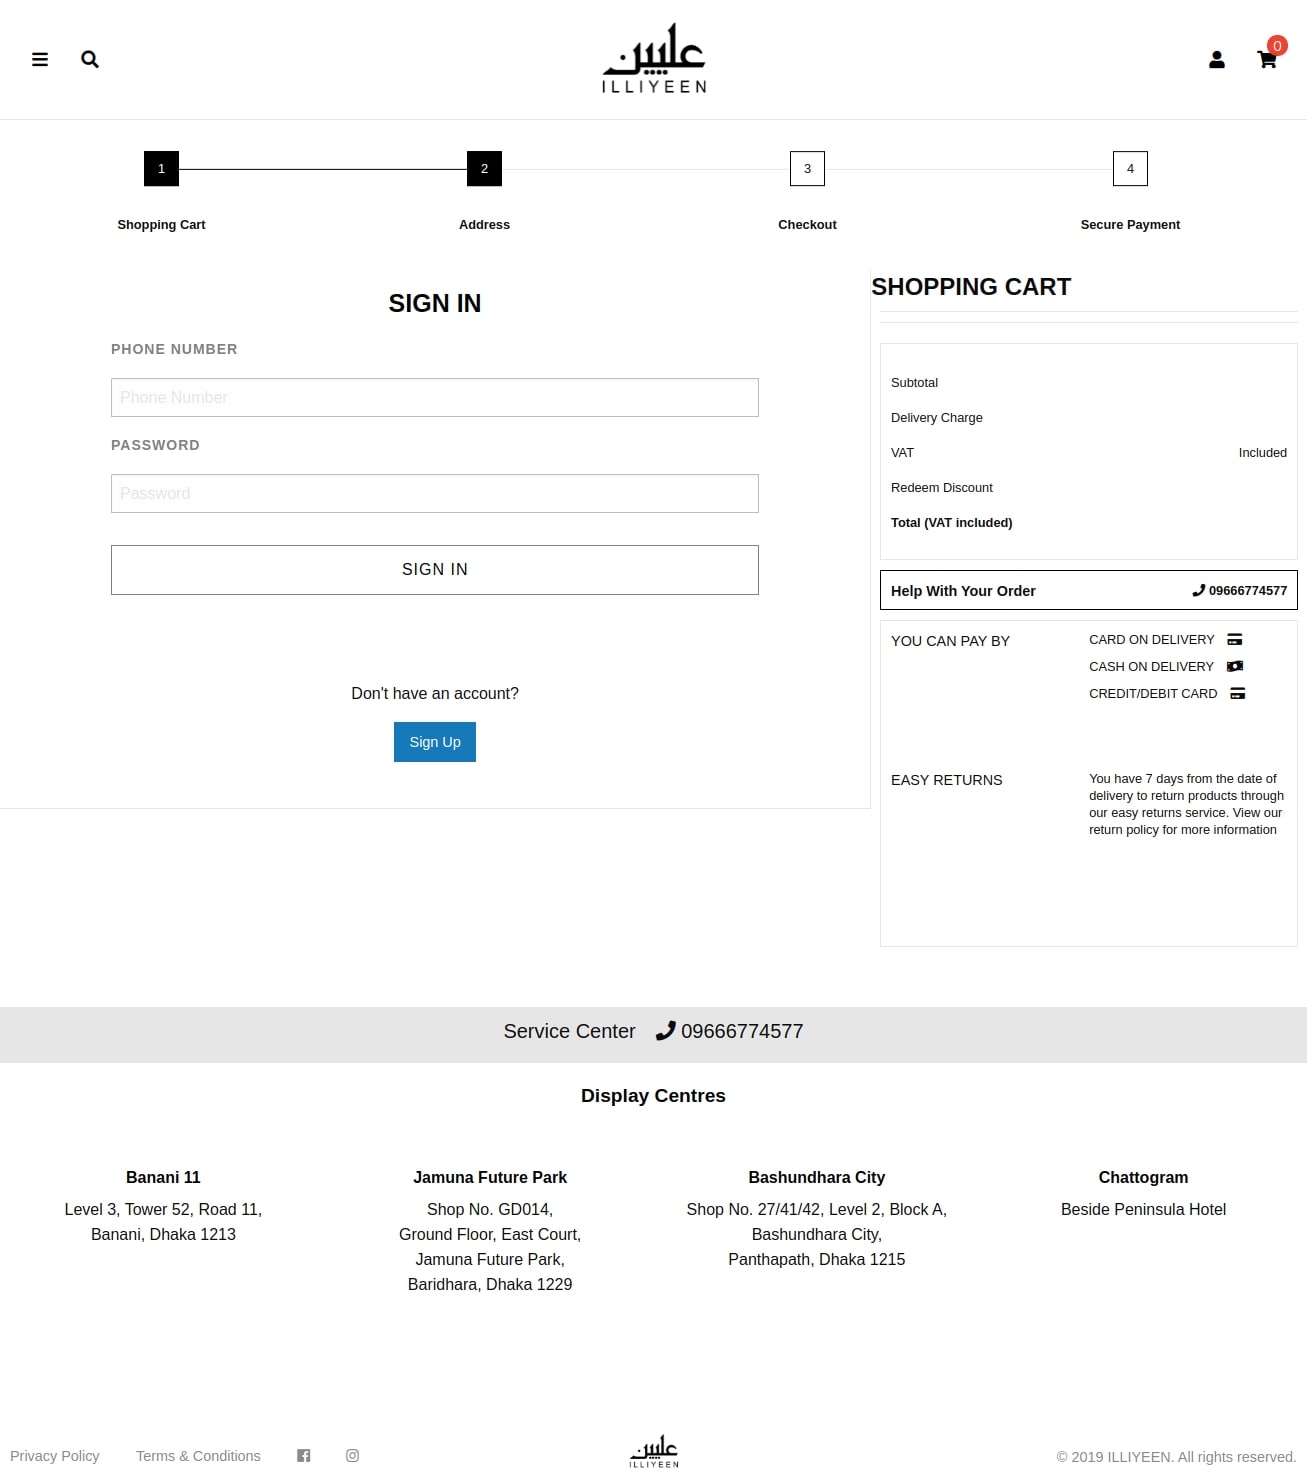 0
عليين
ILLIYEEN
1
2
3
4
Shopping Cart
Address
Checkout
Secure Payment
SIGN IN
PHONE NUMBER
Phone Number
PASSWORD
Password
SIGN IN
Don't have an account?
Sign Up
SHOPPING CART
Subtotal
Delivery Charge
VAT Included
Redeem Discount
Total (VAT included)
Help With Your Order 09666774577
YOU CAN PAY BY
CARD ON DELIVERY
CASH ON DELIVERY
CREDIT/DEBIT CARD
EASY RETURNS
You have 7 days from the date of
delivery to return products through
our easy returns service. View our
return policy for more information
Service Center 09666774577
Display Centres
Banani 11
Level 3, Tower 52, Road 11,
Banani, Dhaka 1213
Jamuna Future Park
Shop No. GD014,
Ground Floor, East Court,
Jamuna Future Park,
Baridhara, Dhaka 1229
Bashundhara City
Shop No. 27/41/42, Level 2, Block A,
Bashundhara City,
Panthapath, Dhaka 1215
Chattogram
Beside Peninsula Hotel
Privacy Policy
Terms & Conditions
عليين
ILLIYEEN
© 2019 ILLIYEEN. All rights reserved.